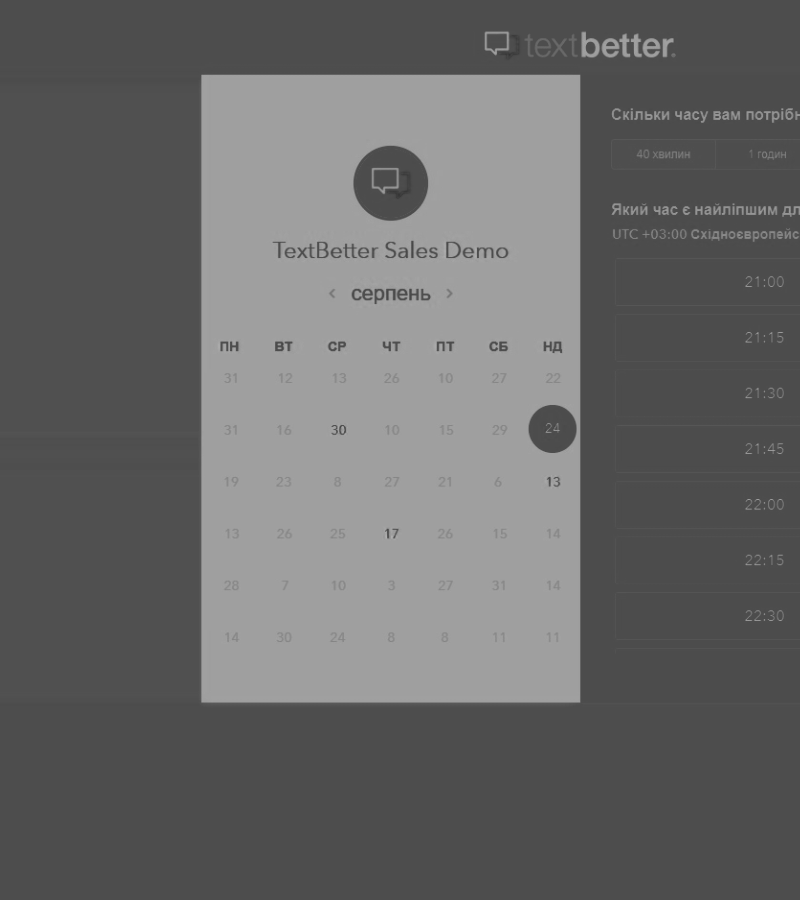 textbetter.
TextBetter Sales Demo
‹ серпень ›
ПН ВТ СР ЧТ ПТ СБ НД
31 12 13 26 10 27 22
31 16 30 10 15 29 24
19 23 8 27 21 6 13
13 26 25 17 26 15 14
28 7 10 3 27 31 14
14 30 24 8 8 11 11
Скільки часу вам потрібн
40 хвилин 1 годин
Який час є найліпшим дл
UTC +03:00 Східноєвропейс
21:00
21:15
21:30
21:45
22:00
22:15
22:30